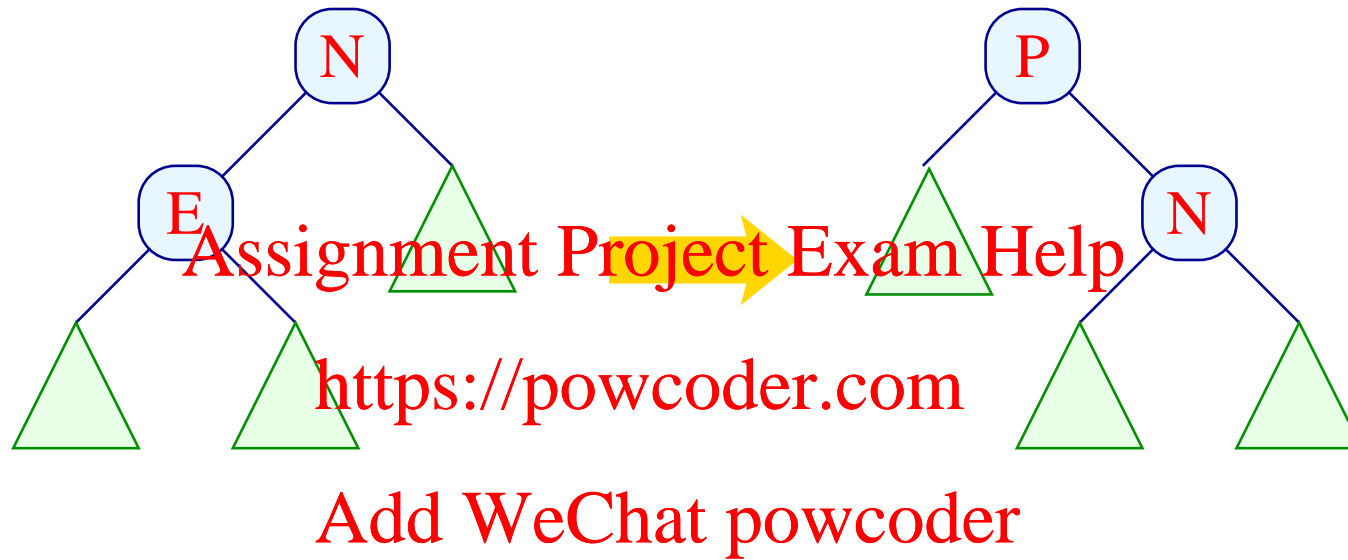 N
P
E
N
Assignment Project Exam Help
https://powcoder.com
Add WeChat powcoder